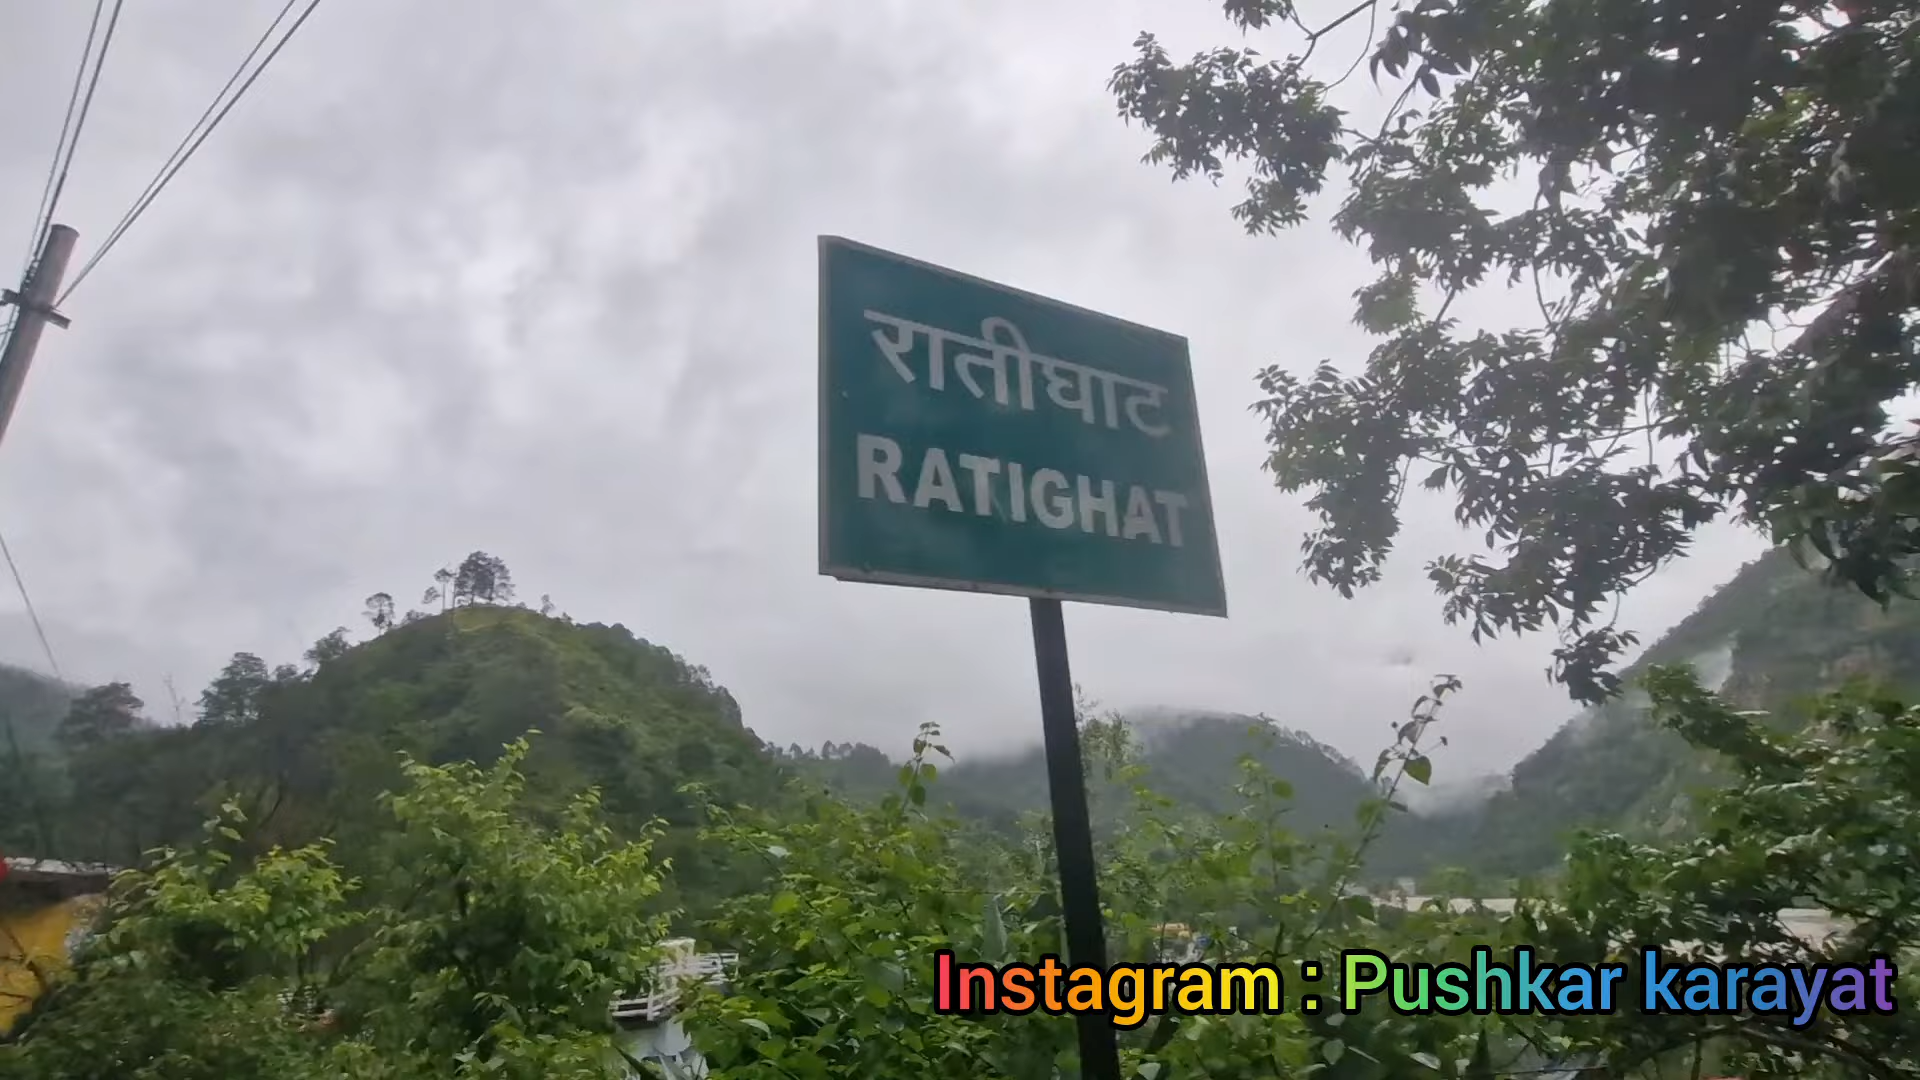 रातीघाट
RATIGHAT
Instagram : Pushkar karayat